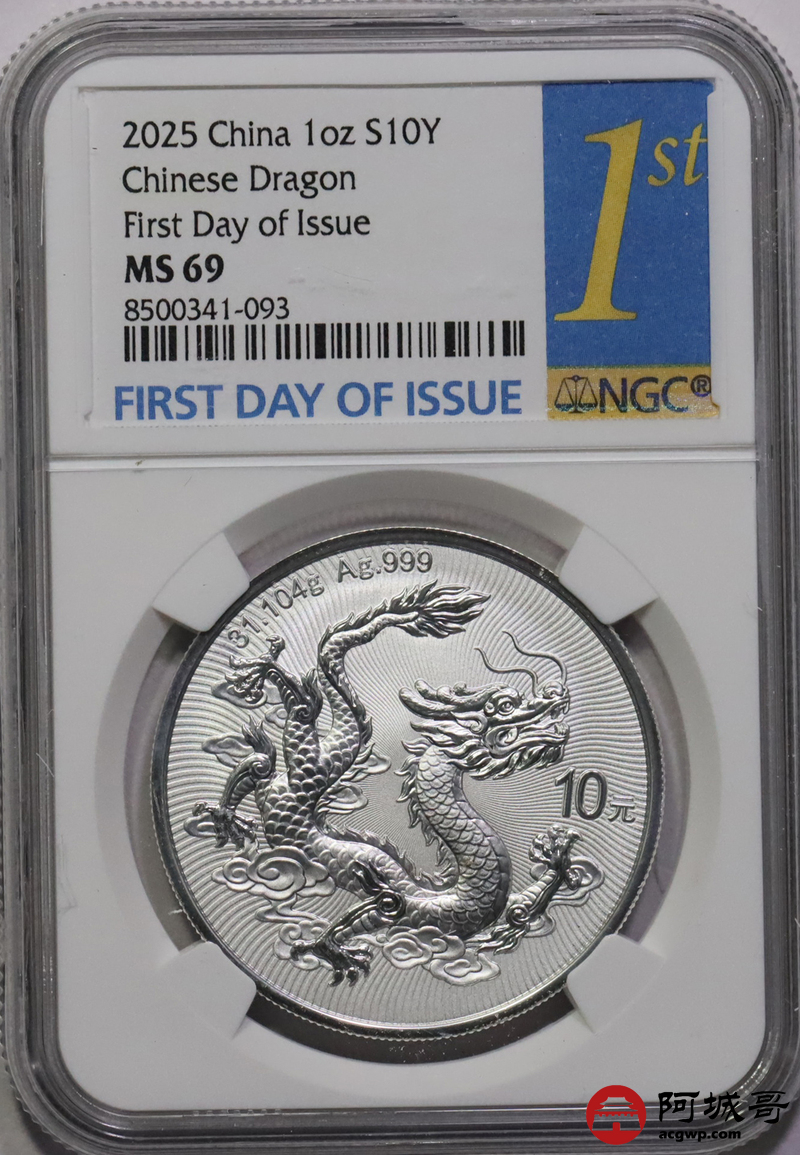 2025 China 1oz S10Y
Chinese Dragon
First Day of Issue
MS 69
8500341-093
FIRST DAY OF ISSUE
1st
NGC®
31.104g Ag.999
10元
阿城哥
acgwp.com